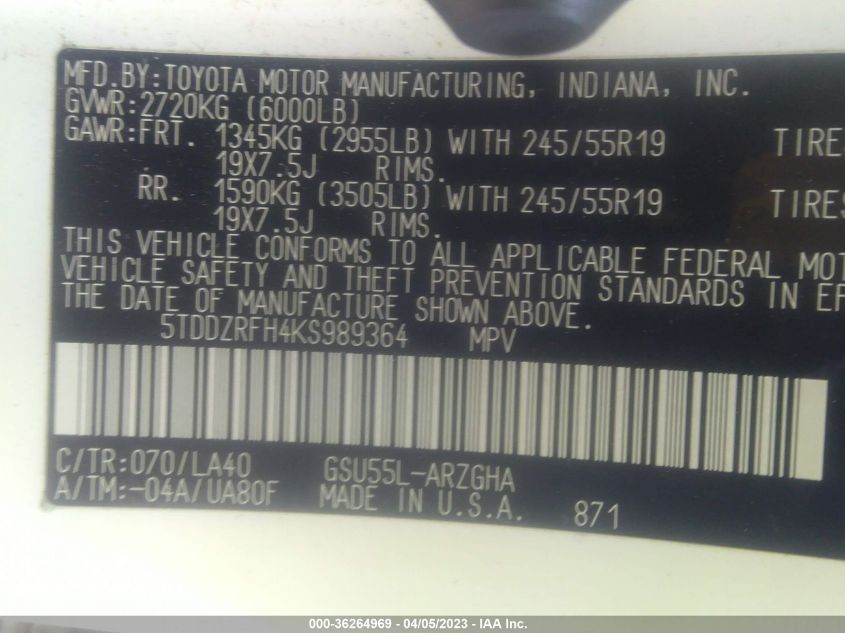 MFD.BY:TOYOTA MOTOR MANUFACTURING, INDIANA, INC.
GVWR:2720KG (6000LB)
GAWR:FRT. 1345KG (2955LB) WITH 245/55R19 TIRES
19X7.5J RIMS.
RR. 1590KG (3505LB) WITH 245/55R19 TIRES
19X7.5J RIMS.
THIS VEHICLE CONFORMS TO ALL APPLICABLE FEDERAL MOT
VEHICLE SAFETY AND THEFT PREVENTION STANDARDS IN EF
THE DATE OF MANUFACTURE SHOWN ABOVE.
5TDDZRFH4KS989364 MPV
C/TR:070/LA40 GSU55L-ARZGHA
A/TM:-04A/UA80F MADE IN U.S.A. 871
000-36264969 - 04/05/2023 - IAA Inc.